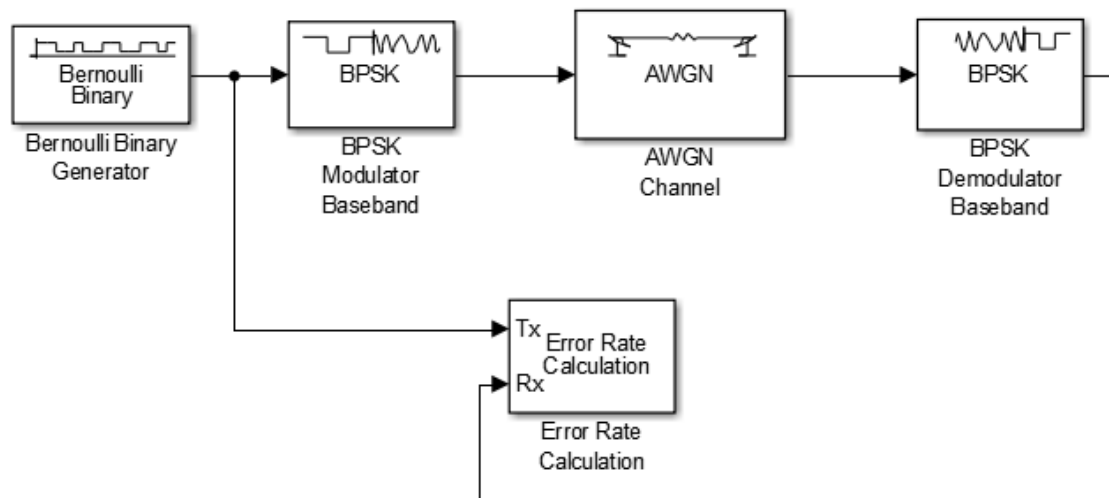 Bernoulli
Binary
Bernoulli Binary
Generator
BPSK
BPSK
Modulator
Baseband
AWGN
AWGN
Channel
BPSK
BPSK
Demodulator
Baseband
Tx
Rx
Error Rate
Calculation
Error Rate
Calculation